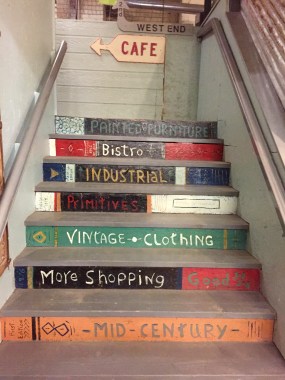 WEST END
CAFE
PAINTED FURNITURE
Bistro
INDUSTRIAL
PRIMITIVES
VINTAGE • CLOTHING
More Shopping
- MID-CENTURY -